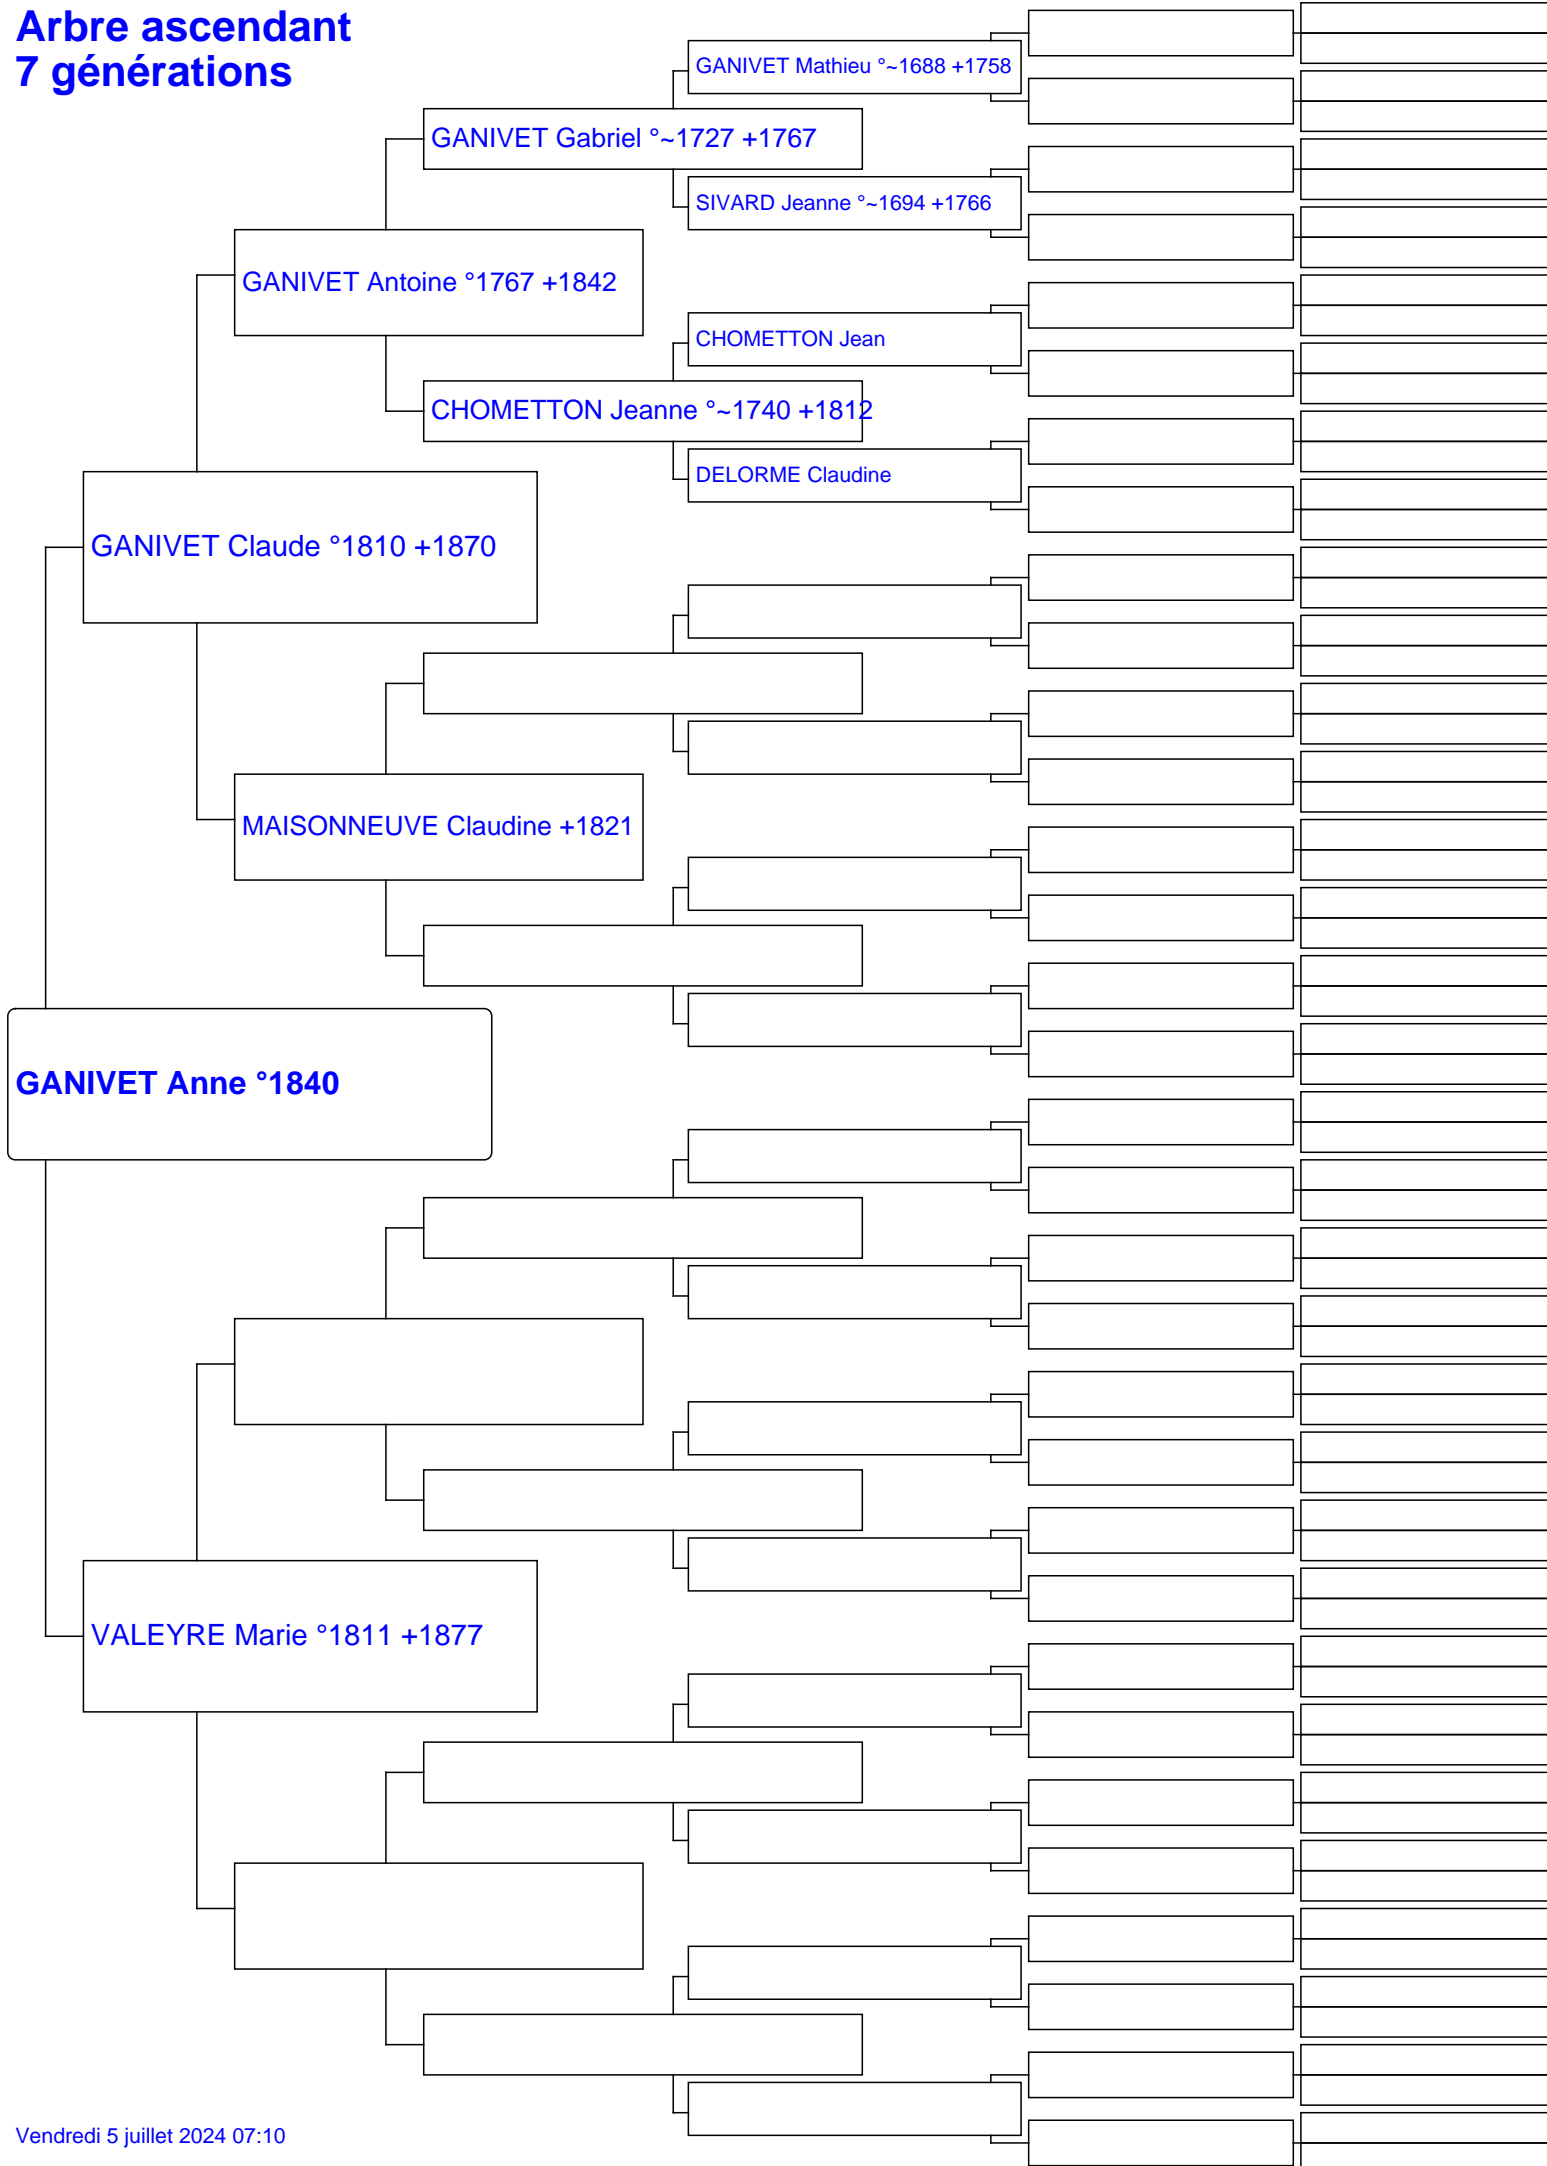 Arbre ascendant
7 générations
GANIVET Mathieu °~1688 +1758
GANIVET Gabriel °~1727 +1767
SIVARD Jeanne °~1694 +1766
GANIVET Antoine °1767 +1842
CHOMETTON Jean
CHOMETTON Jeanne °~1740 +1812
DELORME Claudine
GANIVET Claude °1810 +1870
MAISONNEUVE Claudine +1821
GANIVET Anne °1840
VALEYRE Marie °1811 +1877
Vendredi 5 juillet 2024 07:10